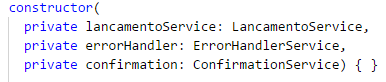 constructor(
private lancamentoService: LancamentoService,
private errorHandler: ErrorHandlerService,
private confirmation: ConfirmationService) { }